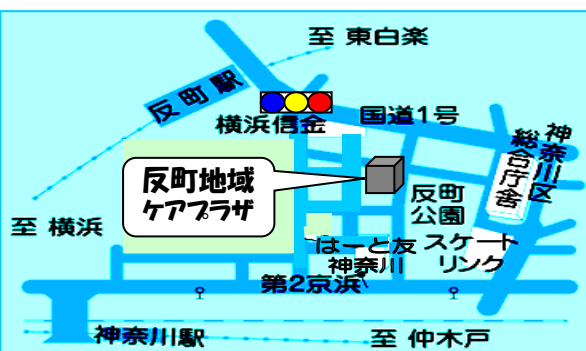 至 東白楽
反町駅
横浜信金
国道1号
神奈川区
総合庁舎
反町地域
ケアプラザ
反町
公園
至 横浜
はーと友
神奈川
スケート
リンク
第2京浜
神奈川駅
至 仲木戸